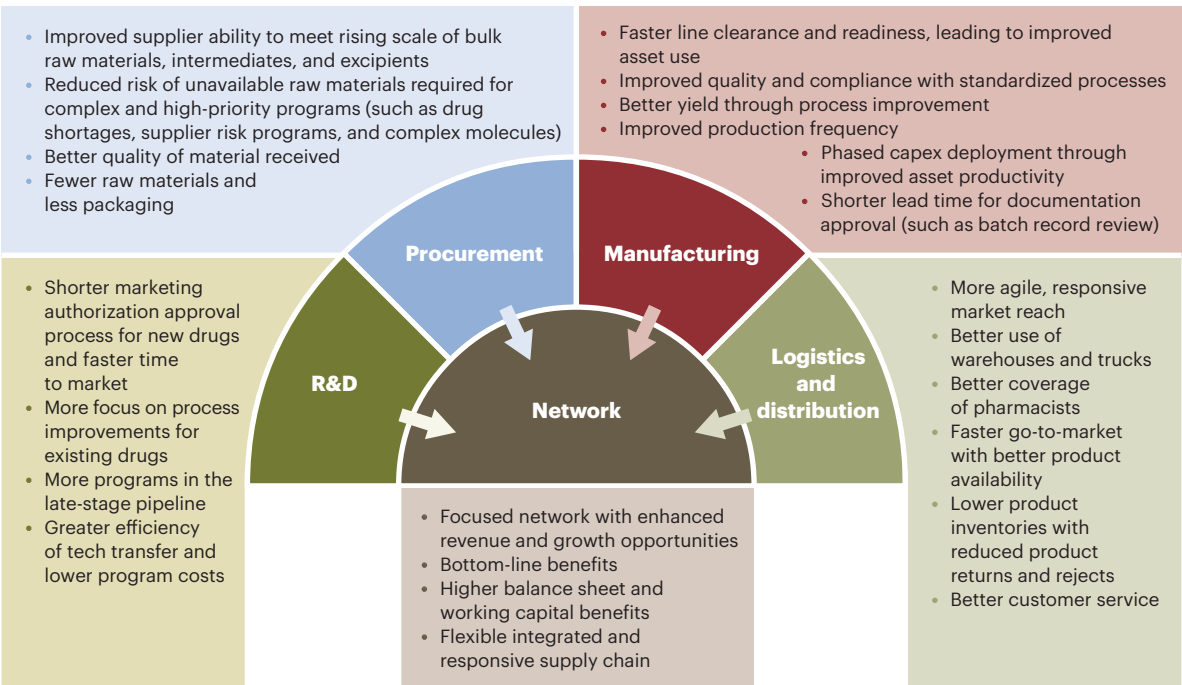 • Improved supplier ability to meet rising scale of bulk
raw materials, intermediates, and excipients
• Reduced risk of unavailable raw materials required for
complex and high-priority programs (such as drug
shortages, supplier risk programs, and complex molecules)
• Better quality of material received
• Fewer raw materials and
less packaging
• Faster line clearance and readiness, leading to improved
asset use
• Improved quality and compliance with standardized processes
• Better yield through process improvement
• Improved production frequency
• Phased capex deployment through
improved asset productivity
• Shorter lead time for documentation
approval (such as batch record review)
Procurement
Manufacturing
• Shorter marketing
authorization approval
process for new drugs
and faster time
to market
• More focus on process
improvements for
existing drugs
• More programs in the
late-stage pipeline
• Greater efficiency
of tech transfer and
lower program costs
R&D
Network
Logistics
and
distribution
• More agile, responsive
market reach
• Better use of
warehouses and trucks
• Better coverage
of pharmacists
• Faster go-to-market
with better product
availability
• Lower product
inventories with
reduced product
returns and rejects
• Better customer service
• Focused network with enhanced
revenue and growth opportunities
• Bottom-line benefits
• Higher balance sheet and
working capital benefits
• Flexible integrated and
responsive supply chain